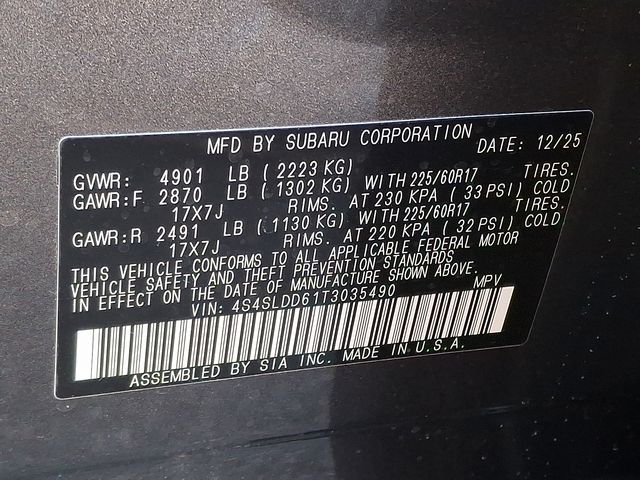 MFD BY SUBARU CORPORATION DATE: 12/25
GVWR: 4901 LB (2223 KG)
GAWR:F 2870 LB (1302 KG) WITH 225/60R17 TIRES.
17X7J RIMS. AT 230 KPA (33 PSI) COLD
GAWR:R 2491 LB (1130 KG) WITH 225/60R17 TIRES.
17X7J RIMS. AT 220 KPA (32 PSI) COLD.
THIS VEHICLE CONFORMS TO ALL APPLICABLE FEDERAL MOTOR
VEHICLE SAFETY AND THEFT PREVENTION STANDARDS
IN EFFECT ON THE DATE OF MANUFACTURE SHOWN ABOVE.
VIN: 4S4SLDD61T3035490 MPV
ASSEMBLED BY SIA INC. MADE IN U.S.A.